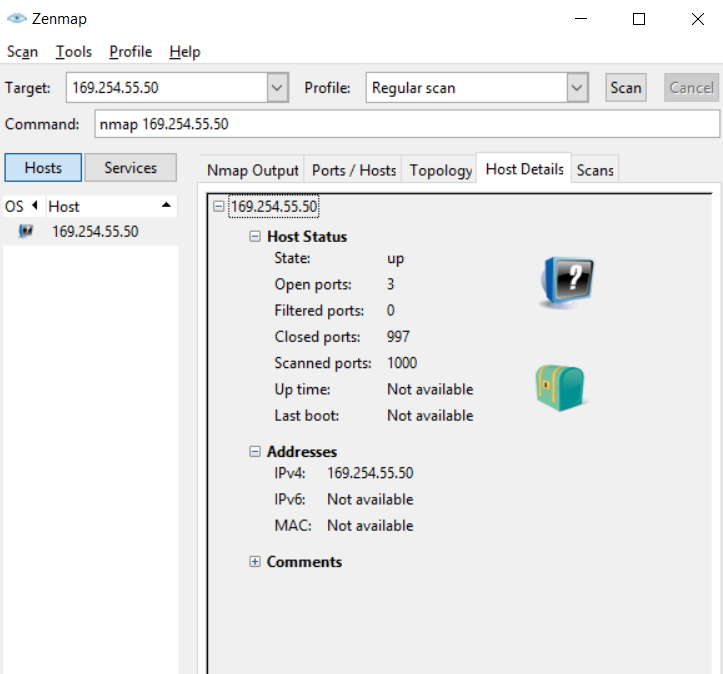 Zenmap
Scan Tools Profile Help
Target: 169.254.55.50 Profile: Regular scan Scan Cancel
Command: nmap 169.254.55.50
Hosts Services
Nmap Output Ports / Hosts Topology Host Details Scans
OS Host
169.254.55.50
169.254.55.50
Host Status
State: up
Open ports: 3
Filtered ports: 0
Closed ports: 997
Scanned ports: 1000
Up time: Not available
Last boot: Not available
Addresses
IPv4: 169.254.55.50
IPv6: Not available
MAC: Not available
Comments
?